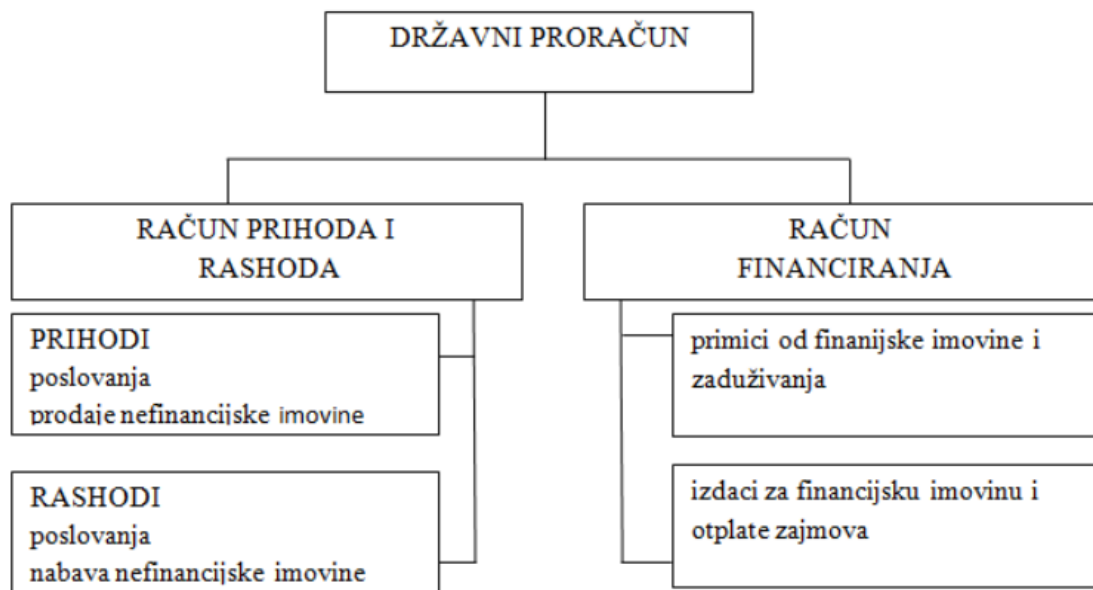 DRŽAVNI PRORAČUN
RAČUN PRIHODA I
RASHODA
RAČUN
FINANCIRANJA
PRIHODI
poslovanja
prodaje nefinancijske imovine
RASHODI
poslovanja
nabava nefinancijske imovine
primici od finanijske imovine i
zaduživanja
izdaci za financijsku imovinu i
otplate zajmova